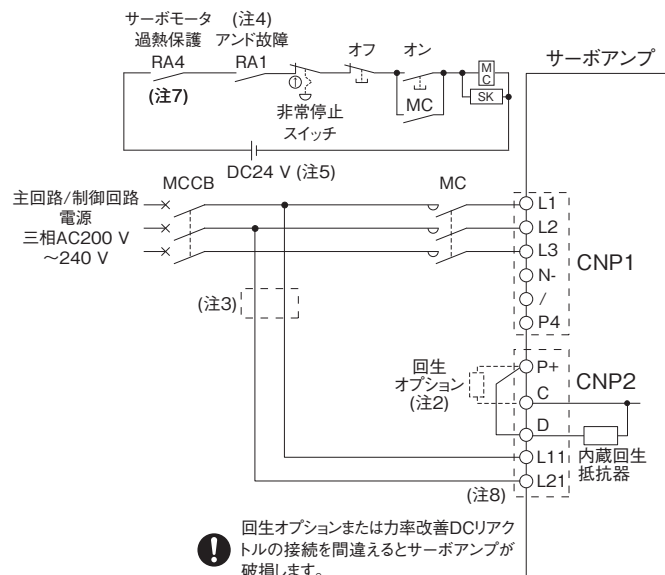 サーボモータ
過熱保護
RA4
(注7)
(注4)
アンド故障
RA1
非常停止
スイッチ
オフ
オン
MC
MC
SK
サーボアンプ
DC24 V (注5)
主回路/制御回路
電源
三相AC200 V
～240 V
MCCB
MC
L1
L2
L3
N-
/
P4
CNP1
(注3)
回生
オプション
(注2)
P+
C
D
L11
L21
CNP2
内蔵回生
抵抗器
(注8)
回生オプションまたは力率改善DCリアク
トルの接続を間違えるとサーボアンプが
破損します。